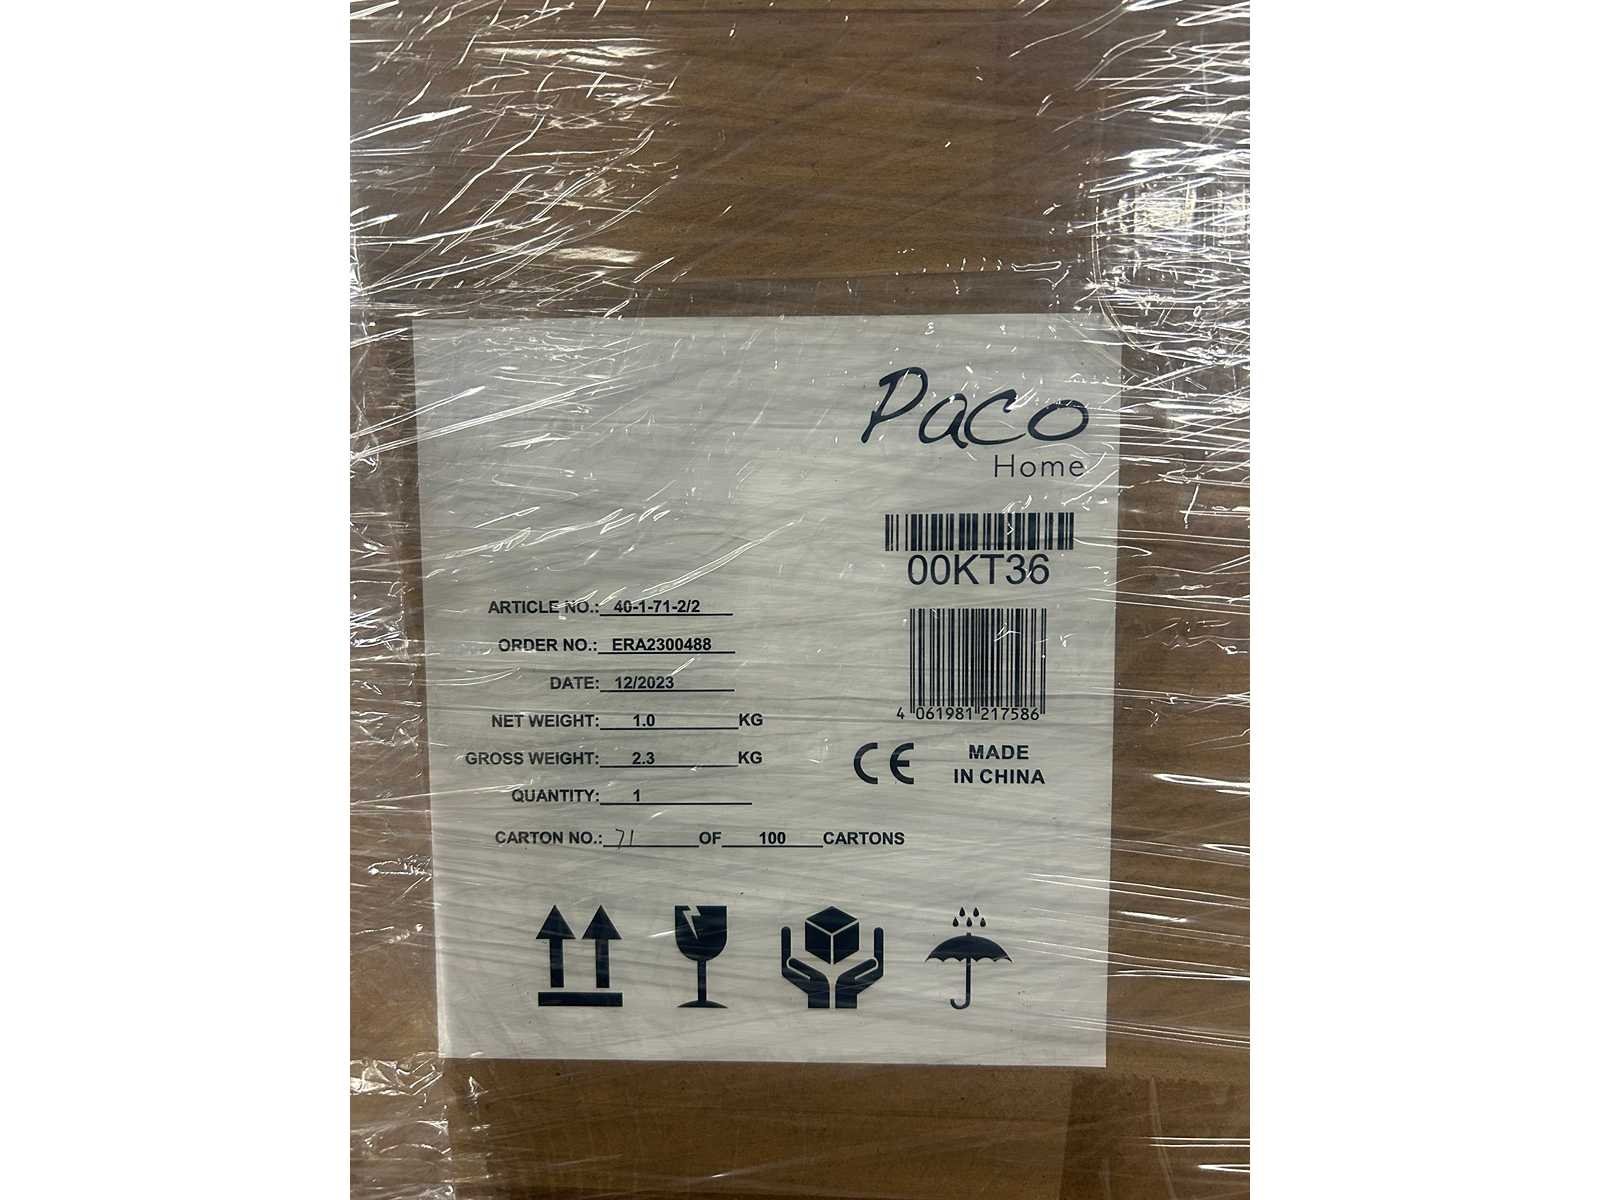 Paco
Home
00KT36
ARTICLE NO.: 40-1-71-2/2
ORDER NO.: ERA2300488
DATE: 12/2023
NET WEIGHT: 1.0 KG
GROSS WEIGHT: 2.3 KG
QUANTITY: 1
CARTON NO.: 71 OF 100 CARTONS
4 061981 217586
CE
MADE
IN CHINA